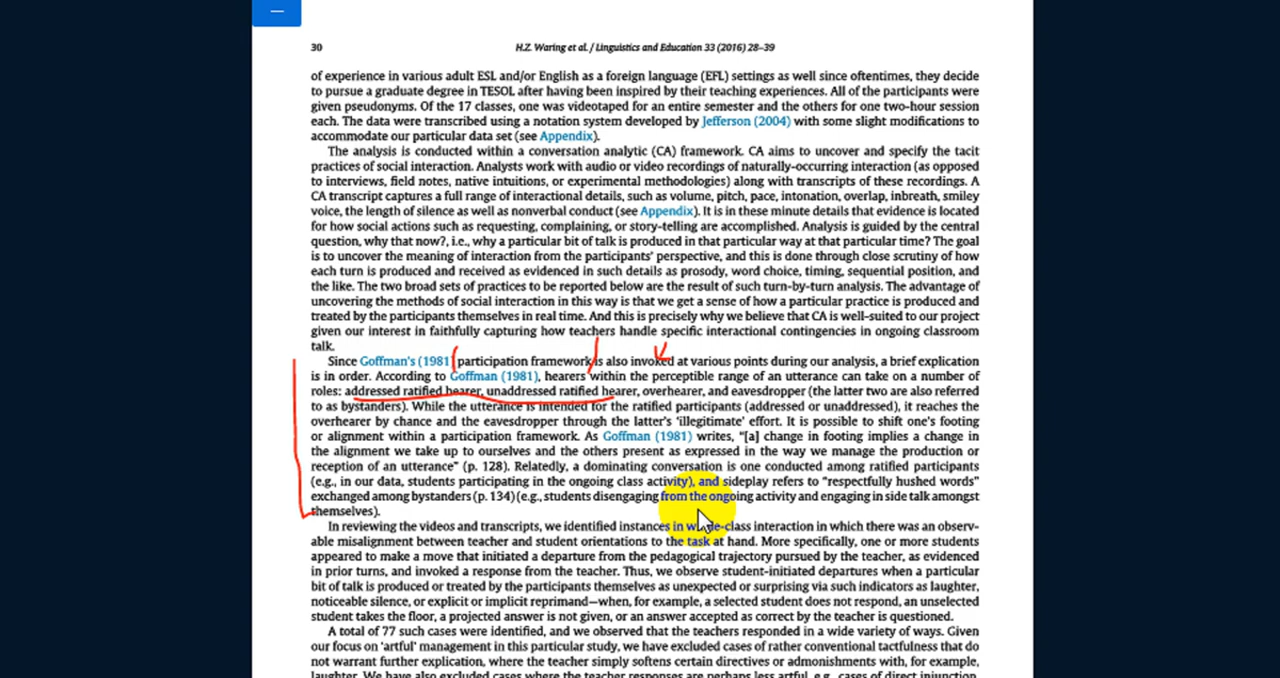 30
H.Z. Waring et al. / Linguistics and Education 33 (2016) 28–39
of experience in various adult ESL and/or English as a foreign language (EFL) settings as well since oftentimes, they decide
to pursue a graduate degree in TESOL after having been inspired by their teaching experiences. All of the participants were
given pseudonyms. Of the 17 classes, one was videotaped for an entire semester and the others for one two-hour session
each. The data were transcribed using a notation system developed by Jefferson (2004) with some slight modifications to
accommodate our particular data set (see Appendix).
The analysis is conducted within a conversation analytic (CA) framework. CA aims to uncover and specify the tacit
practices of social interaction. Analysts work with audio or video recordings of naturally-occurring interaction (as opposed
to interviews, field notes, native intuitions, or experimental methodologies) along with transcripts of these recordings. A
CA transcript captures a full range of interactional details, such as volume, pitch, pace, intonation, overlap, inbreath, smiley
voice, the length of silence as well as nonverbal conduct (see Appendix). It is in these minute details that evidence is located
for how social actions such as requesting, complaining, or story-telling are accomplished. Analysis is guided by the central
question, why that now?, i.e., why a particular bit of talk is produced in that particular way at that particular time? The goal
is to uncover the meaning of interaction from the participants' perspective, and this is done through close scrutiny of how
each turn is produced and received as evidenced in such details as prosody, word choice, timing, sequential position, and
the like. The two broad sets of practices to be reported below are the result of such turn-by-turn analysis. The advantage of
uncovering the methods of social interaction in this way is that we get a sense of how a particular practice is produced and
treated by the participants themselves in real time. And this is precisely why we believe that CA is well-suited to our project
given our interest in faithfully capturing how teachers handle specific interactional contingencies in ongoing classroom
talk.
Since Goffman's (1981) participation framework is also invoked at various points during our analysis, a brief explication
is in order. According to Goffman (1981), hearers within the perceptible range of an utterance can take on a number of
roles: addressed ratified hearer, unaddressed ratified hearer, overhearer, and eavesdropper (the latter two are also referred
to as bystanders). While the utterance is intended for the ratified participants (addressed or unaddressed), it reaches the
overhearer by chance and the eavesdropper through the latter's 'illegitimate' effort. It is possible to shift one's footing
or alignment within a participation framework. As Goffman (1981) writes, "[a] change in footing implies a change in
the alignment we take up to ourselves and the others present as expressed in the way we manage the production or
reception of an utterance" (p. 128). Relatedly, a dominating conversation is one conducted among ratified participants
(e.g., in our data, students participating in the ongoing class activity), and sideplay refers to "respectfully hushed words"
exchanged among bystanders (p. 134) (e.g., students disengaging from the ongoing activity and engaging in side talk amongst
themselves).
In reviewing the videos and transcripts, we identified instances in whole-class interaction in which there was an observ-
able misalignment between teacher and student orientations to the task at hand. More specifically, one or more students
appeared to make a move that initiated a departure from the pedagogical trajectory pursued by the teacher, as evidenced
in prior turns, and invoked a response from the teacher. Thus, we observe student-initiated departures when a particular
bit of talk is produced or treated by the participants themselves as unexpected or surprising via such indicators as laughter,
noticeable silence, or explicit or implicit reprimand—when, for example, a selected student does not respond, an unselected
student takes the floor, a projected answer is not given, or an answer accepted as correct by the teacher is questioned.
A total of 77 such cases were identified, and we observed that the teachers responded in a wide variety of ways. Given
our focus on 'artful' management in this particular study, we have excluded cases of rather conventional tactfulness that do
not warrant further explication, where the teacher simply softens certain directives or admonishments with, for example,
laughter. We have also excluded cases where the teacher responses are perhaps less artful, e.g., cases of direct injunction,